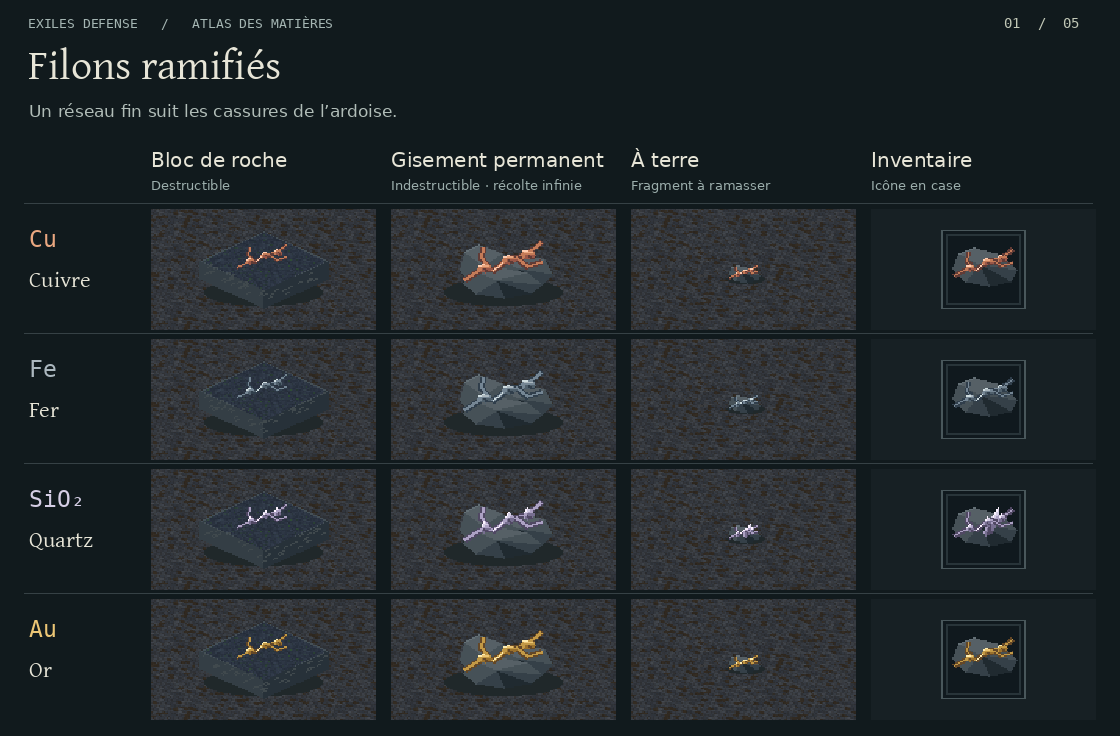 EXILES DEFENSE / ATLAS DES MATIÈRES
01 / 05
Filons ramifiés
Un réseau fin suit les cassures de l’ardoise.
Bloc de roche
Destructible
Gisement permanent
Indestructible · récolte infinie
À terre
Fragment à ramasser
Inventaire
Icône en case
Cu
Cuivre
Fe
Fer
SiO₂
Quartz
Au
Or